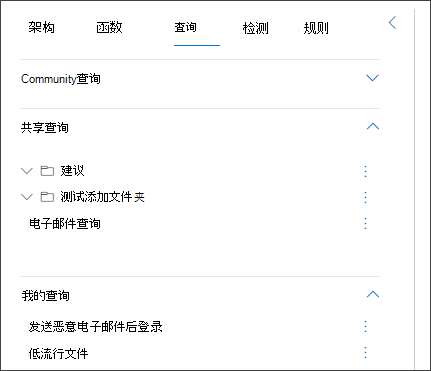 架构 函数 查询 检测 规则
Community查询
共享查询
建议
测试添加文件夹
电子邮件查询
我的查询
发送恶意电子邮件后登录
低流行文件